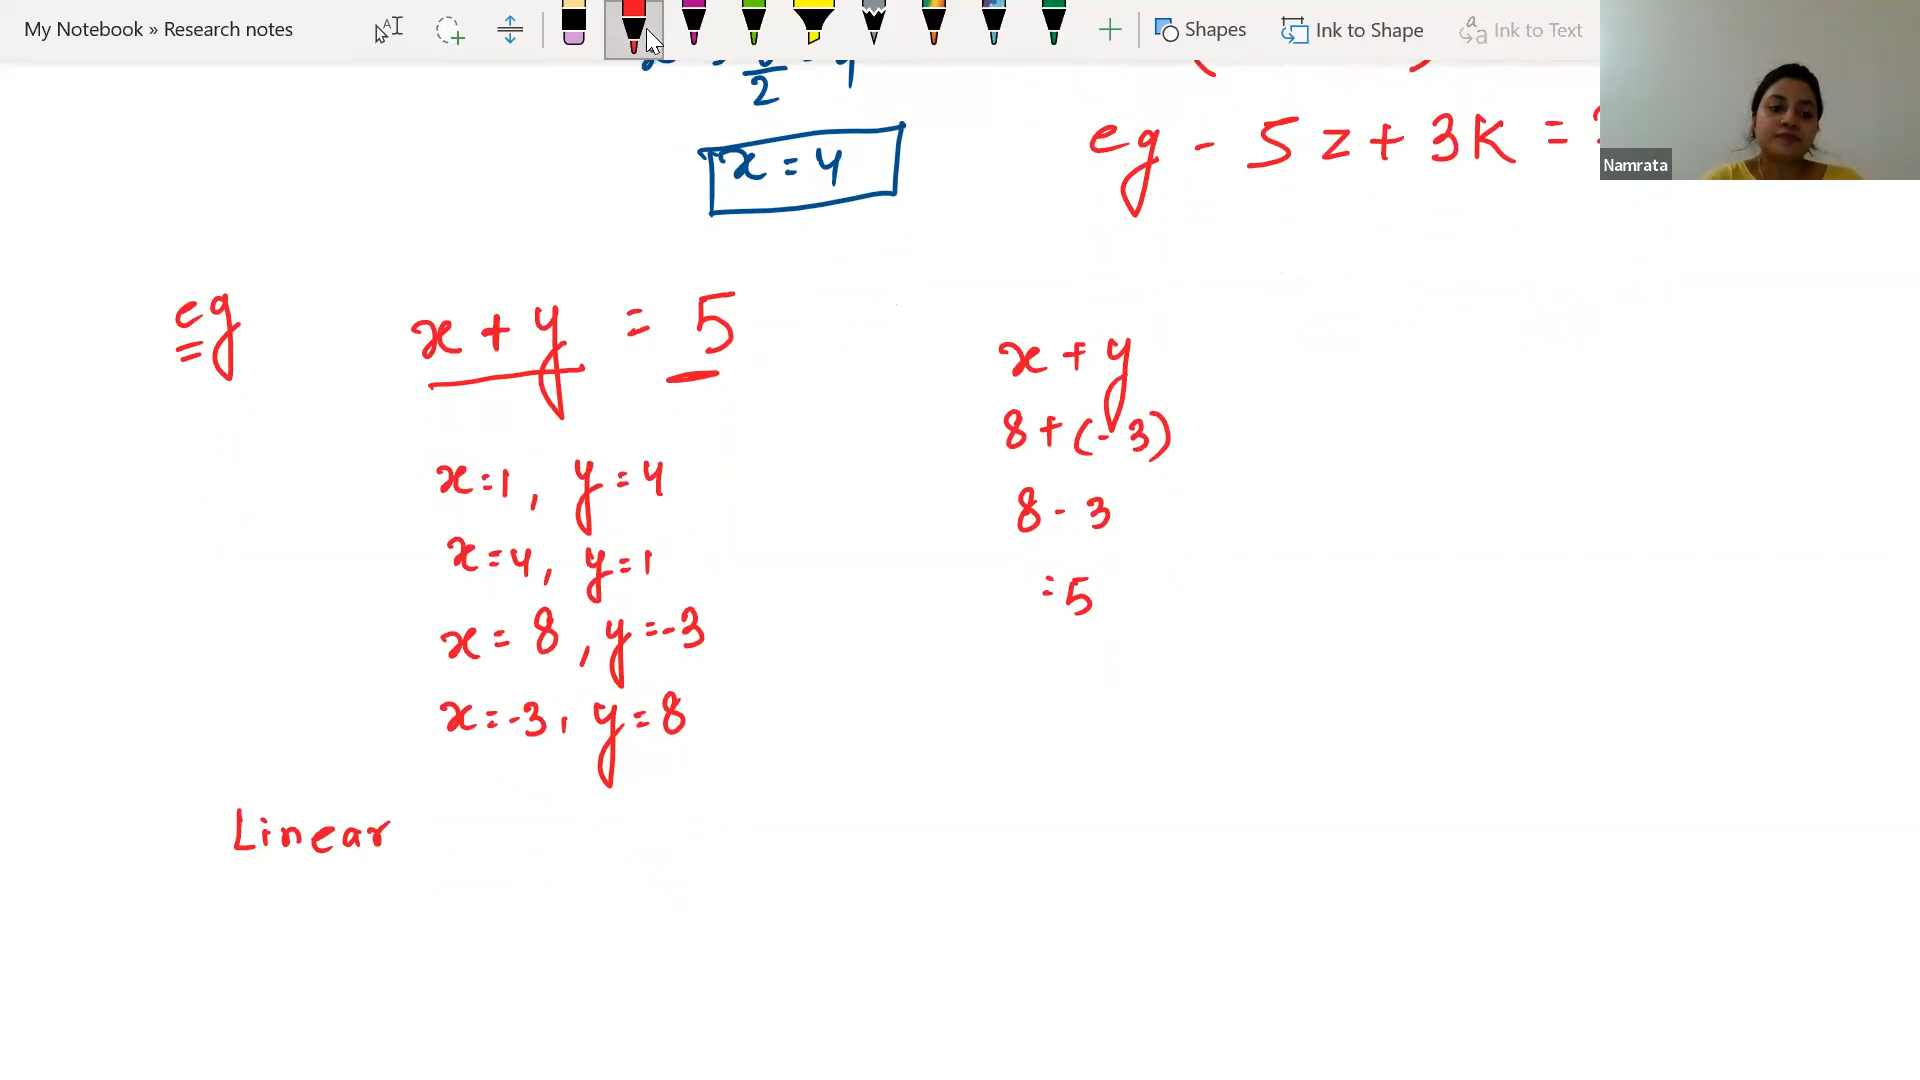 My Notebook » Research notes
Shapes
Ink to Shape
Ink to Text
Namrata
2
x = 4
eg - 5z + 3K =
eg x + y = 5
x=1, y=4
x=4, y=1
x= 8, y=-3
x=-3, y=8
x + y
8+(-3)
8-3
=5
Linear